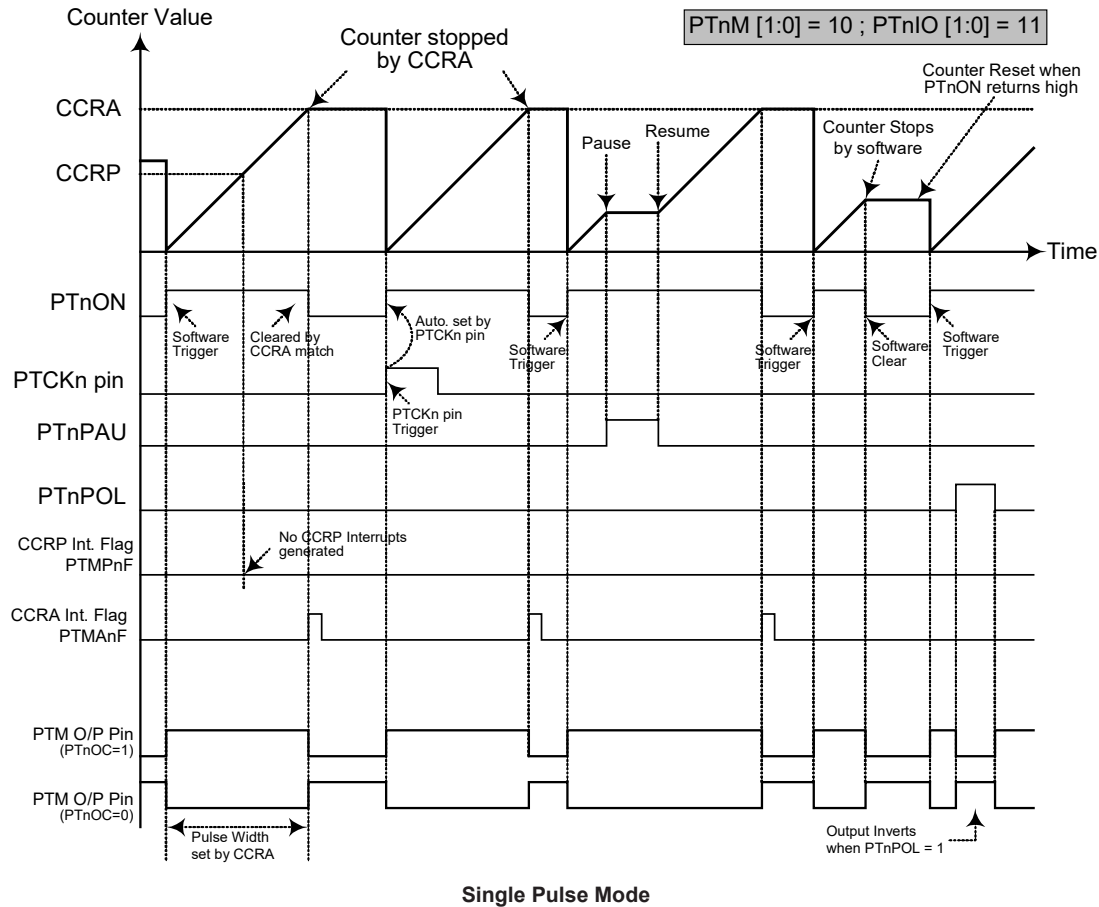 Counter Value
PTnM [1:0] = 10 ; PTnIO [1:0] = 11
Counter stopped
by CCRA
Counter Reset when
PTnON returns high
CCRA
Pause
Resume
Counter Stops
by software
CCRP
Time
PTnON
Software
Trigger
Cleared by
CCRA match
Auto. set by
PTCKn pin
Software
Trigger
Software
Trigger
Software
Clear
Software
Trigger
PTCKn pin
PTCKn pin
Trigger
PTnPAU
PTnPOL
No CCRP Interrupts
generated
CCRP Int. Flag
PTMPnF
CCRA Int. Flag
PTMAnF
PTM O/P Pin
(PTnOC=1)
PTM O/P Pin
(PTnOC=0)
Pulse Width
set by CCRA
Output Inverts
when PTnPOL = 1
Single Pulse Mode